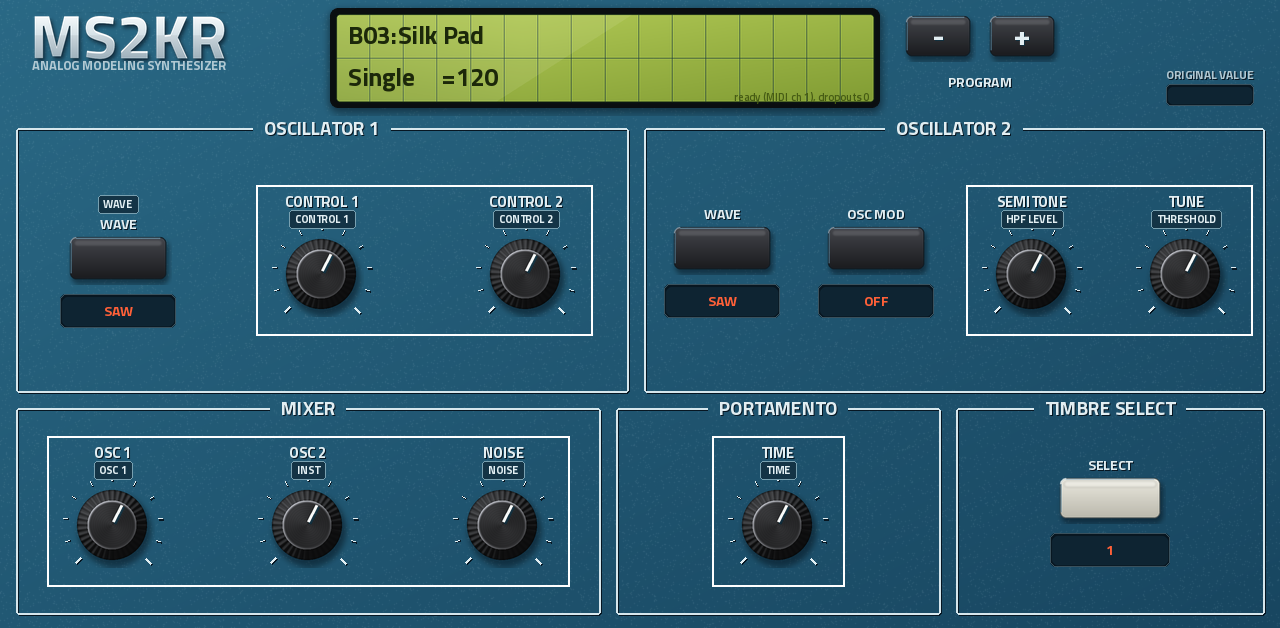 MS2KR
ANALOG MODELING SYNTHESIZER
B03:Silk Pad
Single =120
ready (MIDI ch 1), dropouts 0
- +
PROGRAM
ORIGINAL VALUE
OSCILLATOR 1
WAVE
WAVE
SAW
CONTROL 1
CONTROL 1
CONTROL 2
CONTROL 2
OSCILLATOR 2
WAVE
SAW
OSC MOD
OFF
SEMITONE
HPF LEVEL
TUNE
THRESHOLD
MIXER
OSC 1
OSC 1
OSC 2
INST
NOISE
NOISE
PORTAMENTO
TIME
TIME
TIMBRE SELECT
SELECT
1